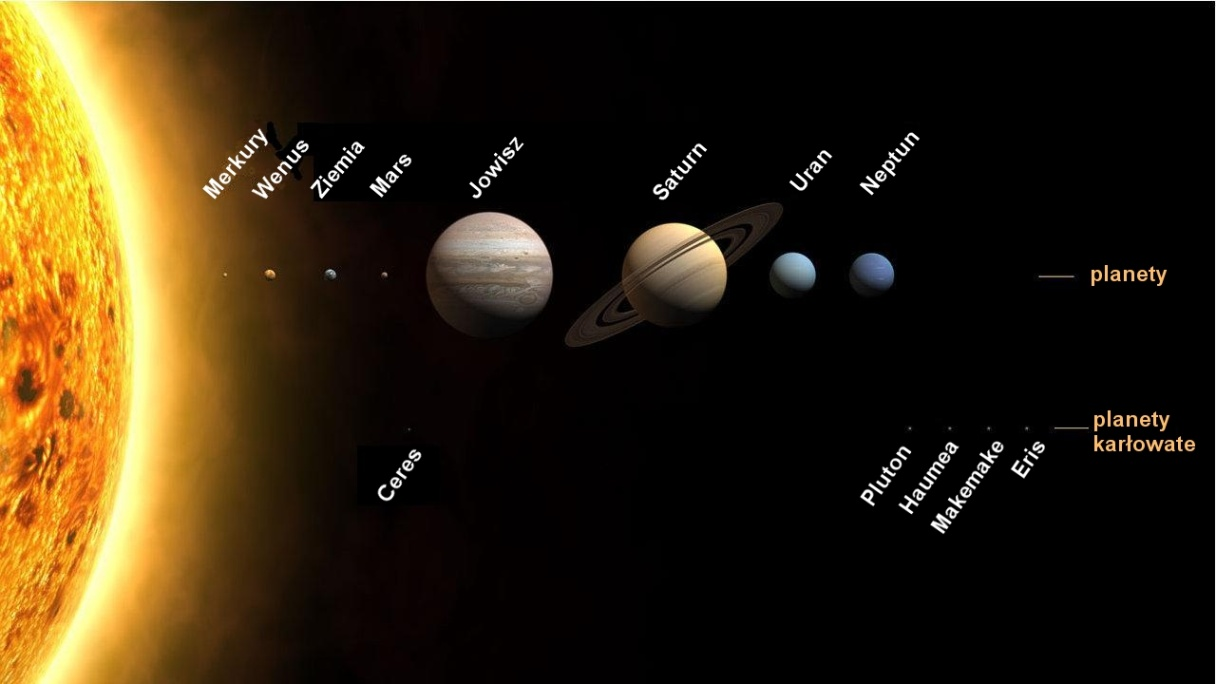 Merkury
Wenus
Ziemia
Mars
Jowisz
Saturn
Uran
Neptun
planety
Ceres
Pluton
Haumea
Makemake
Eris
planety
karłowate